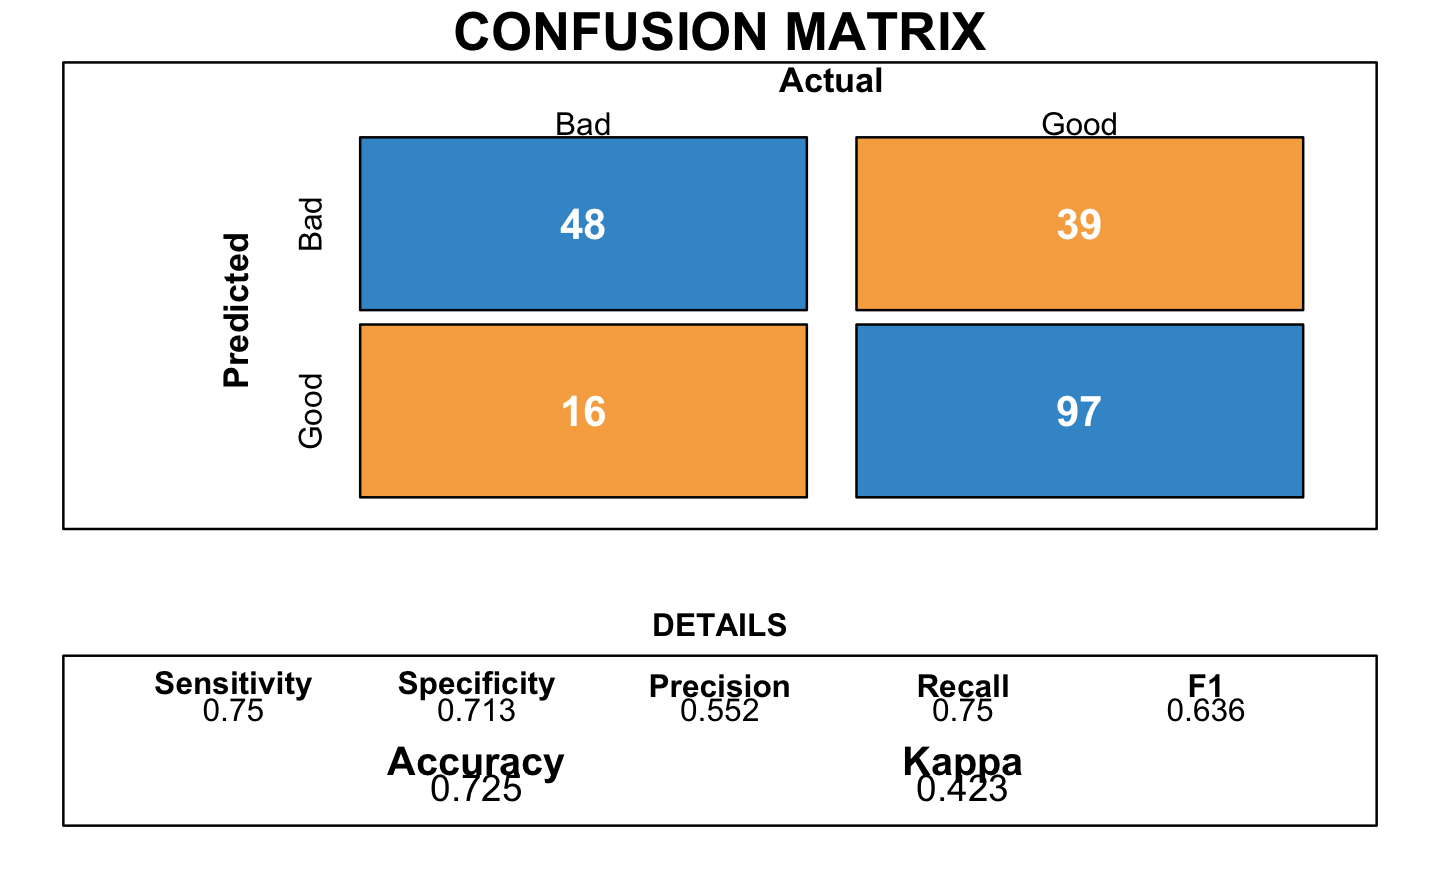 CONFUSION MATRIX
Actual
Bad Good
Predicted
Bad 48 39
Good 16 97
DETAILS
Sensitivity Specificity Precision Recall F1
0.75 0.713 0.552 0.75 0.636
Accuracy Kappa
0.725 0.423